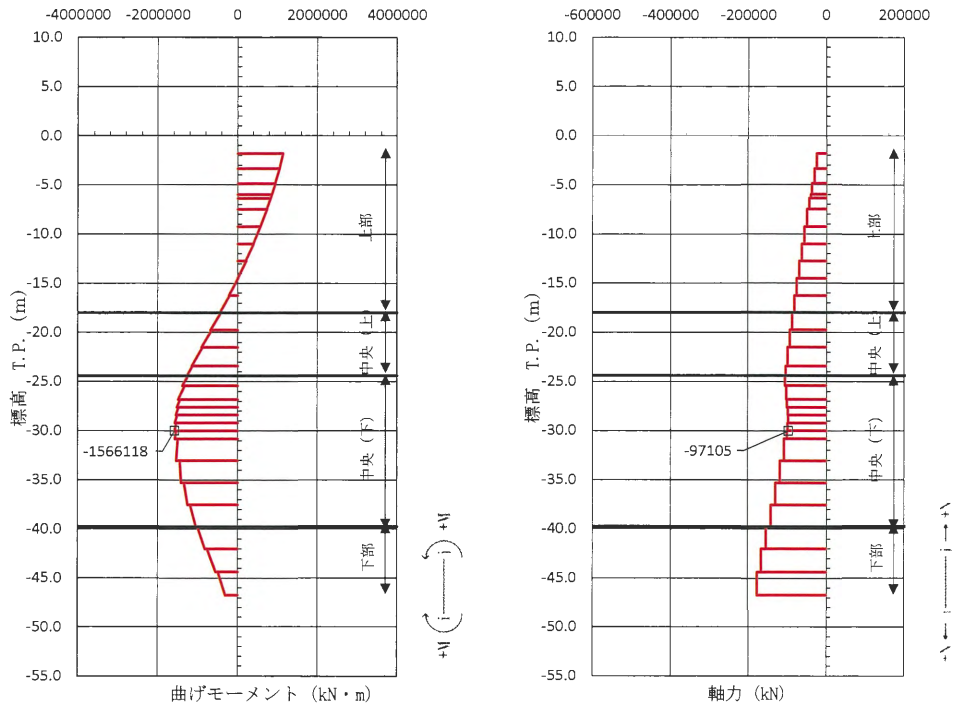 -4000000 -2000000 0 2000000 4000000
10.0
5.0
0.0
-5.0
-10.0
-15.0
-20.0
-25.0
-30.0
-35.0
-40.0
-45.0
-50.0
-55.0
標高 T.P. (m)
上部
中央 (上)
中央 (下)
下部
-1566118
曲げモーメント (kN・m)
+M i j +M
-600000 -400000 -200000 0 200000
10.0
5.0
0.0
-5.0
-10.0
-15.0
-20.0
-25.0
-30.0
-35.0
-40.0
-45.0
-50.0
-55.0
標高 T.P. (m)
上部
中央 (上)
中央 (下)
下部
-97105
軸力 (kN)
+N i j +N